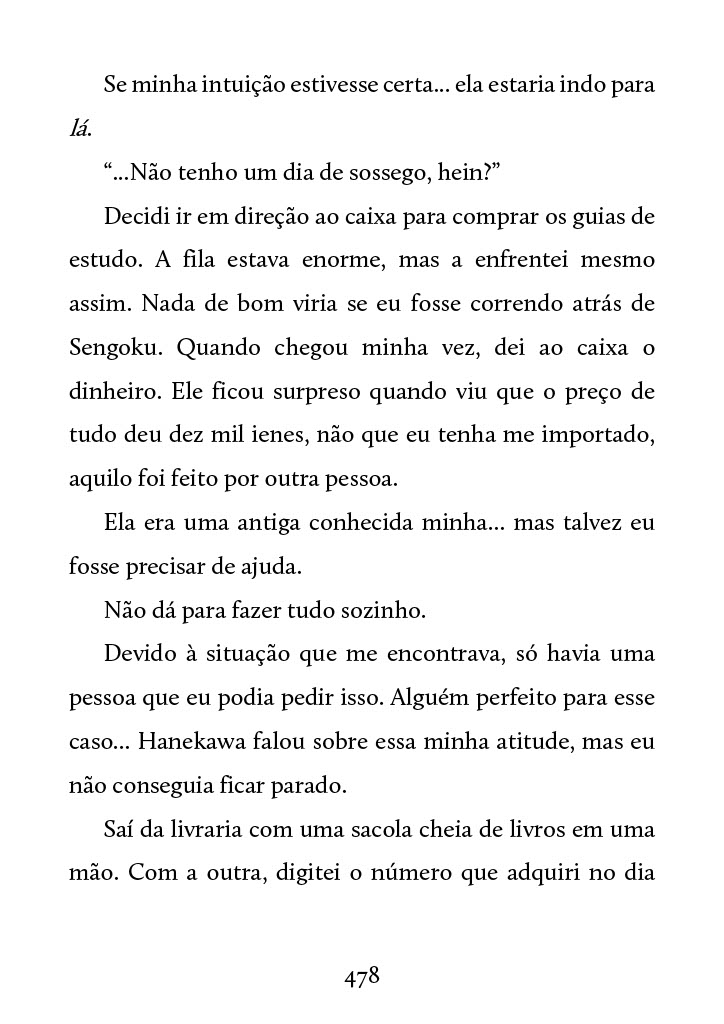 Se minha intuição estivesse certa... ela estaria indo para
lá.
“...Não tenho um dia de sossego, hein?”
Decidi ir em direção ao caixa para comprar os guias de
estudo. A fila estava enorme, mas a enfrentei mesmo
assim. Nada de bom viria se eu fosse correndo atrás de
Sengoku. Quando chegou minha vez, dei ao caixa o
dinheiro. Ele ficou surpreso quando viu que o preço de
tudo deu dez mil ienes, não que eu tenha me importado,
aquilo foi feito por outra pessoa.
Ela era uma antiga conhecida minha... mas talvez eu
fosse precisar de ajuda.
Não dá para fazer tudo sozinho.
Devido à situação que me encontrava, só havia uma
pessoa que eu podia pedir isso. Alguém perfeito para esse
caso... Hanekawa falou sobre essa minha atitude, mas eu
não conseguia ficar parado.
Saí da livraria com uma sacola cheia de livros em uma
mão. Com a outra, digitei o número que adquiri no dia
478